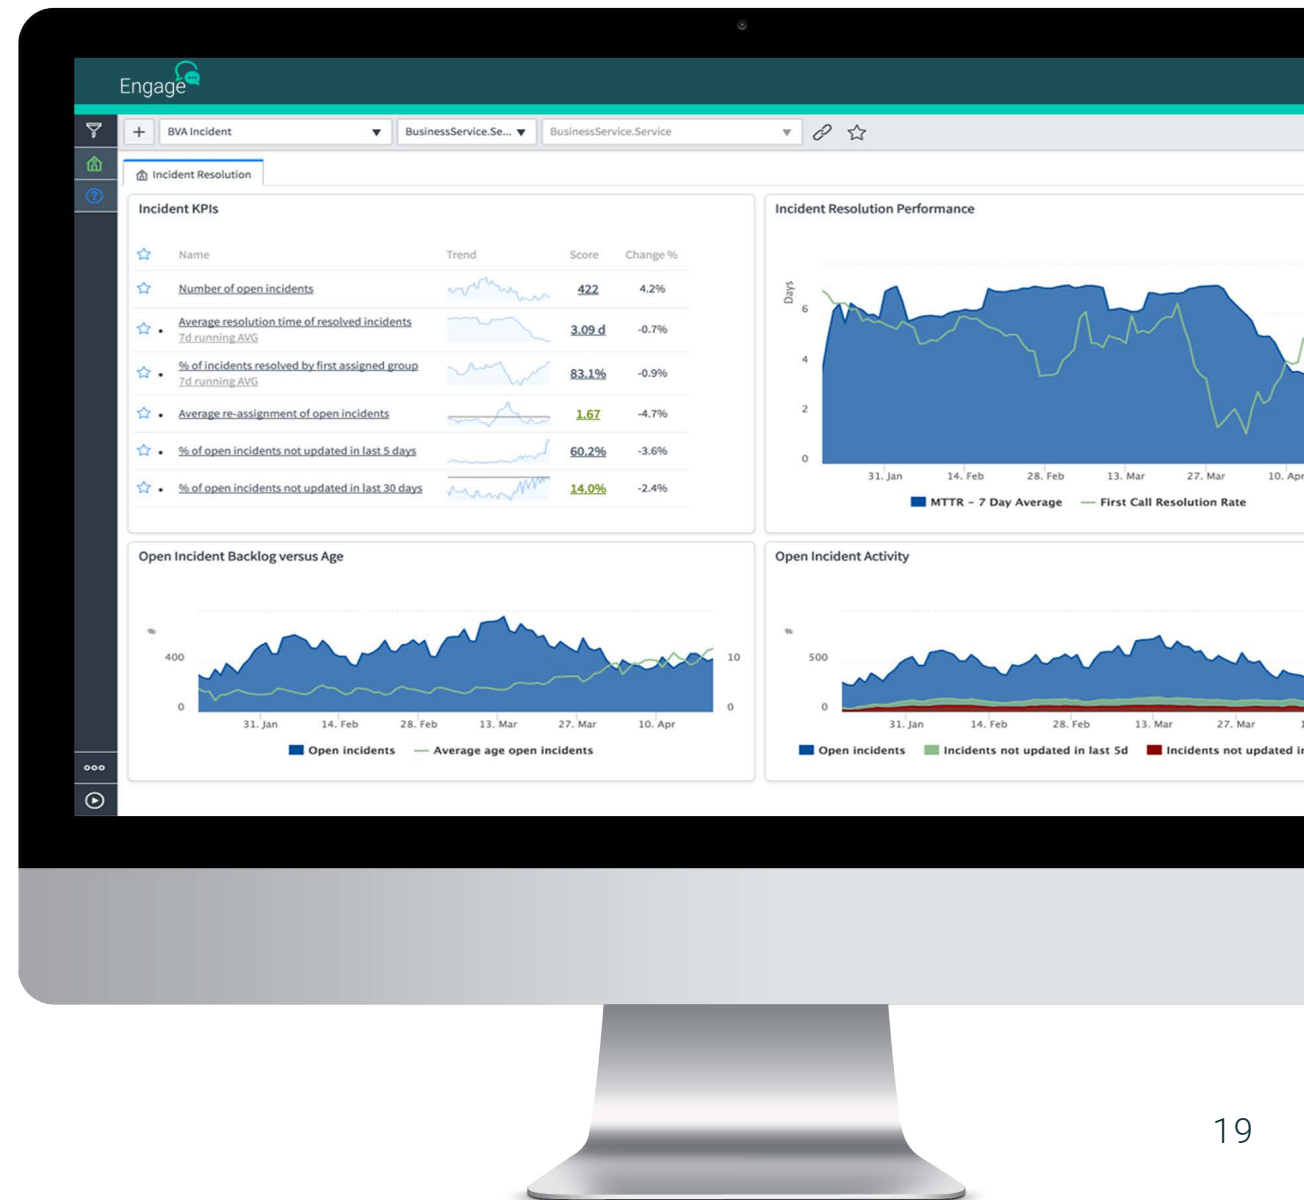 Engage
BVA Incident
BusinessService.Se...
BusinessService.Service
Incident Resolution
Incident KPIs
Name Trend Score Change %
Number of open incidents 422 4.2%
Average resolution time of resolved incidents 3.09 d -0.7%
7d running AVG
% of incidents resolved by first assigned group 83.1% -0.9%
7d running AVG
Average re-assignment of open incidents 1.67 -4.7%
% of open incidents not updated in last 5 days 60.2% -3.6%
% of open incidents not updated in last 30 days 14.0% -2.4%
Incident Resolution Performance
Days
6
4
2
0
31. Jan 14. Feb 28. Feb 13. Mar 27. Mar 10. Apr
MTTR - 7 Day Average First Call Resolution Rate
Open Incident Backlog versus Age
400 10
0 0
31. Jan 14. Feb 28. Feb 13. Mar 27. Mar 10. Apr
Open incidents Average age open incidents
Open Incident Activity
500
0
31. Jan 14. Feb 28. Feb 13. Mar 27. Mar 1
Open incidents Incidents not updated in last 5d Incidents not updated in
19